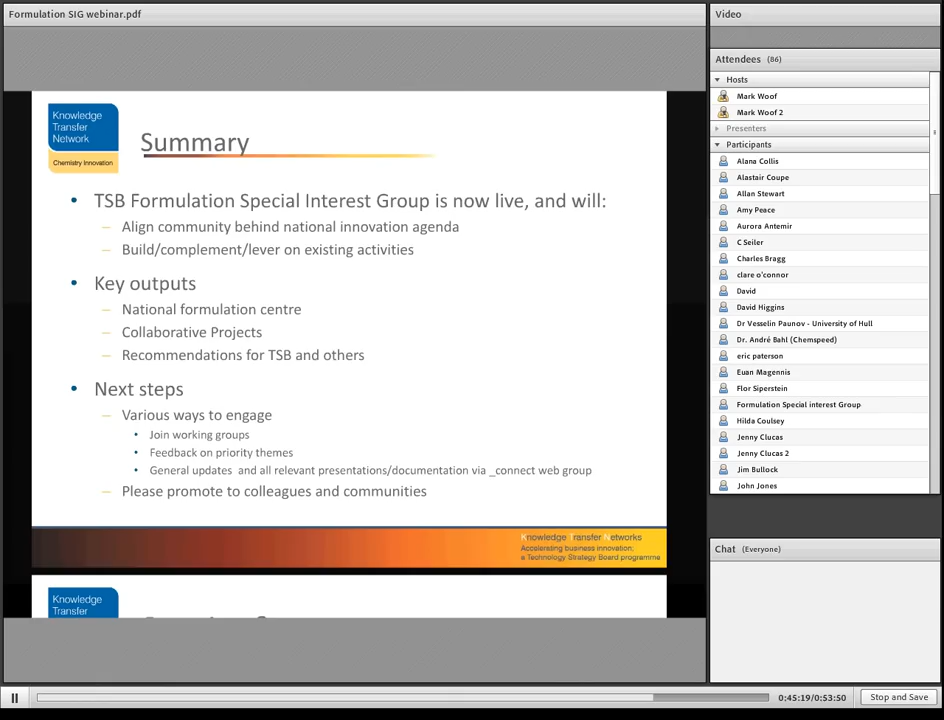 Formulation SIG webinar.pdf
Knowledge
Transfer
Network
Chemistry Innovation
Summary
• TSB Formulation Special Interest Group is now live, and will:
– Align community behind national innovation agenda
– Build/complement/lever on existing activities
• Key outputs
– National formulation centre
– Collaborative Projects
– Recommendations for TSB and others
• Next steps
– Various ways to engage
• Join working groups
• Feedback on priority themes
• General updates and all relevant presentations/documentation via _connect web group
– Please promote to colleagues and communities
Knowledge Transfer Networks
Accelerating business innovation;
a Technology Strategy Board programme
Knowledge
Transfer
Video
Attendees (86)
Hosts
Mark Woof
Mark Woof 2
Presenters
Participants
Alana Collis
Alastair Coupe
Allan Stewart
Amy Peace
Aurora Antemir
C Seiler
Charles Bragg
clare o'connor
David
David Higgins
Dr Vesselin Paunov - University of Hull
Dr. André Bahl (Chemspeed)
eric paterson
Euan Magennis
Flor Siperstein
Formulation Special interest Group
Hilda Coulsey
Jenny Clucas
Jenny Clucas 2
Jim Bullock
John Jones
Chat (Everyone)
0:45:19/0:53:50
Stop and Save